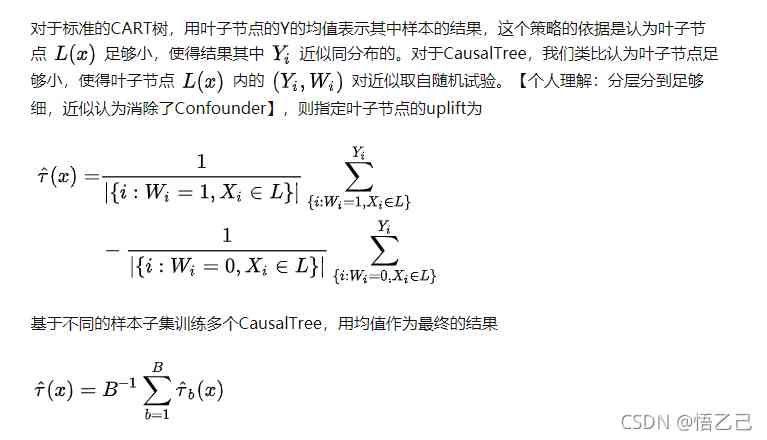 对于标准的CART树，用叶子节点的Y的均值表示其中样本的结果，这个策略的依据是认为叶子节
点 L(x) 足够小，使得结果其中 Y_i 近似同分布的。对于CausalTree，我们类比认为叶子节点足
够小，使得叶子节点 L(x) 内的 (Y_i, W_i) 对近似取自随机试验。【个人理解：分层分到足够
细，近似认为消除了Confounder】，则指定叶子节点的uplift为
\hat{\tau}(x) = \frac{1}{|\{i : W_i = 1, X_i \in L\}|} \sum_{\{i:W_i=1,X_i \in L\}}^{Y_i}
- \frac{1}{|\{i : W_i = 0, X_i \in L\}|} \sum_{\{i:W_i=0,X_i \in L\}}^{Y_i}
基于不同的样本子集训练多个CausalTree，用均值作为最终的结果
\hat{\tau}(x) = B^{-1} \sum_{b=1}^{B} \hat{\tau}_b(x)
CSDN @悟乙己